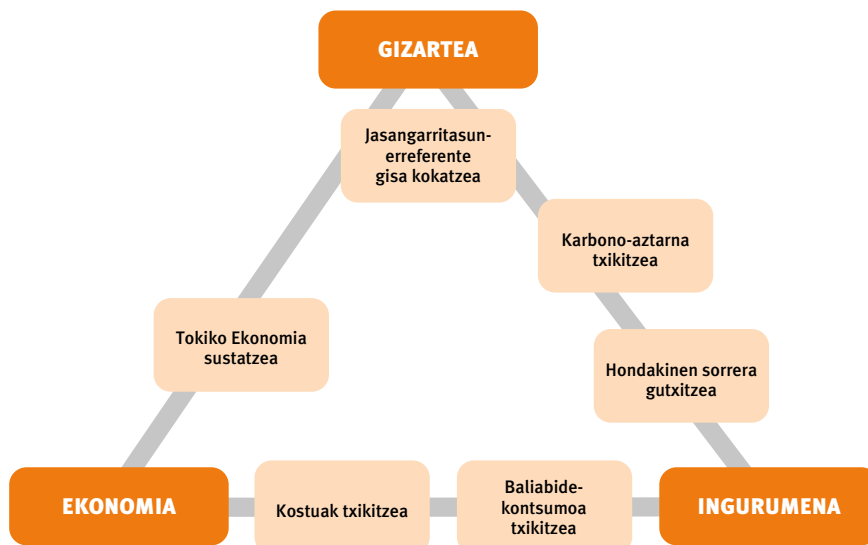 GIZARTEA
Jasangarritasun-
erreferente
gisa kokatzea
Karbono-aztarna
txikitzea
Tokiko Ekonomia
sustatzea
Hondakinen sorrera
gutxitzea
EKONOMIA
Kostuak txikitzea
Baliabide-
kontsumoa
txikitzea
INGURUMENA